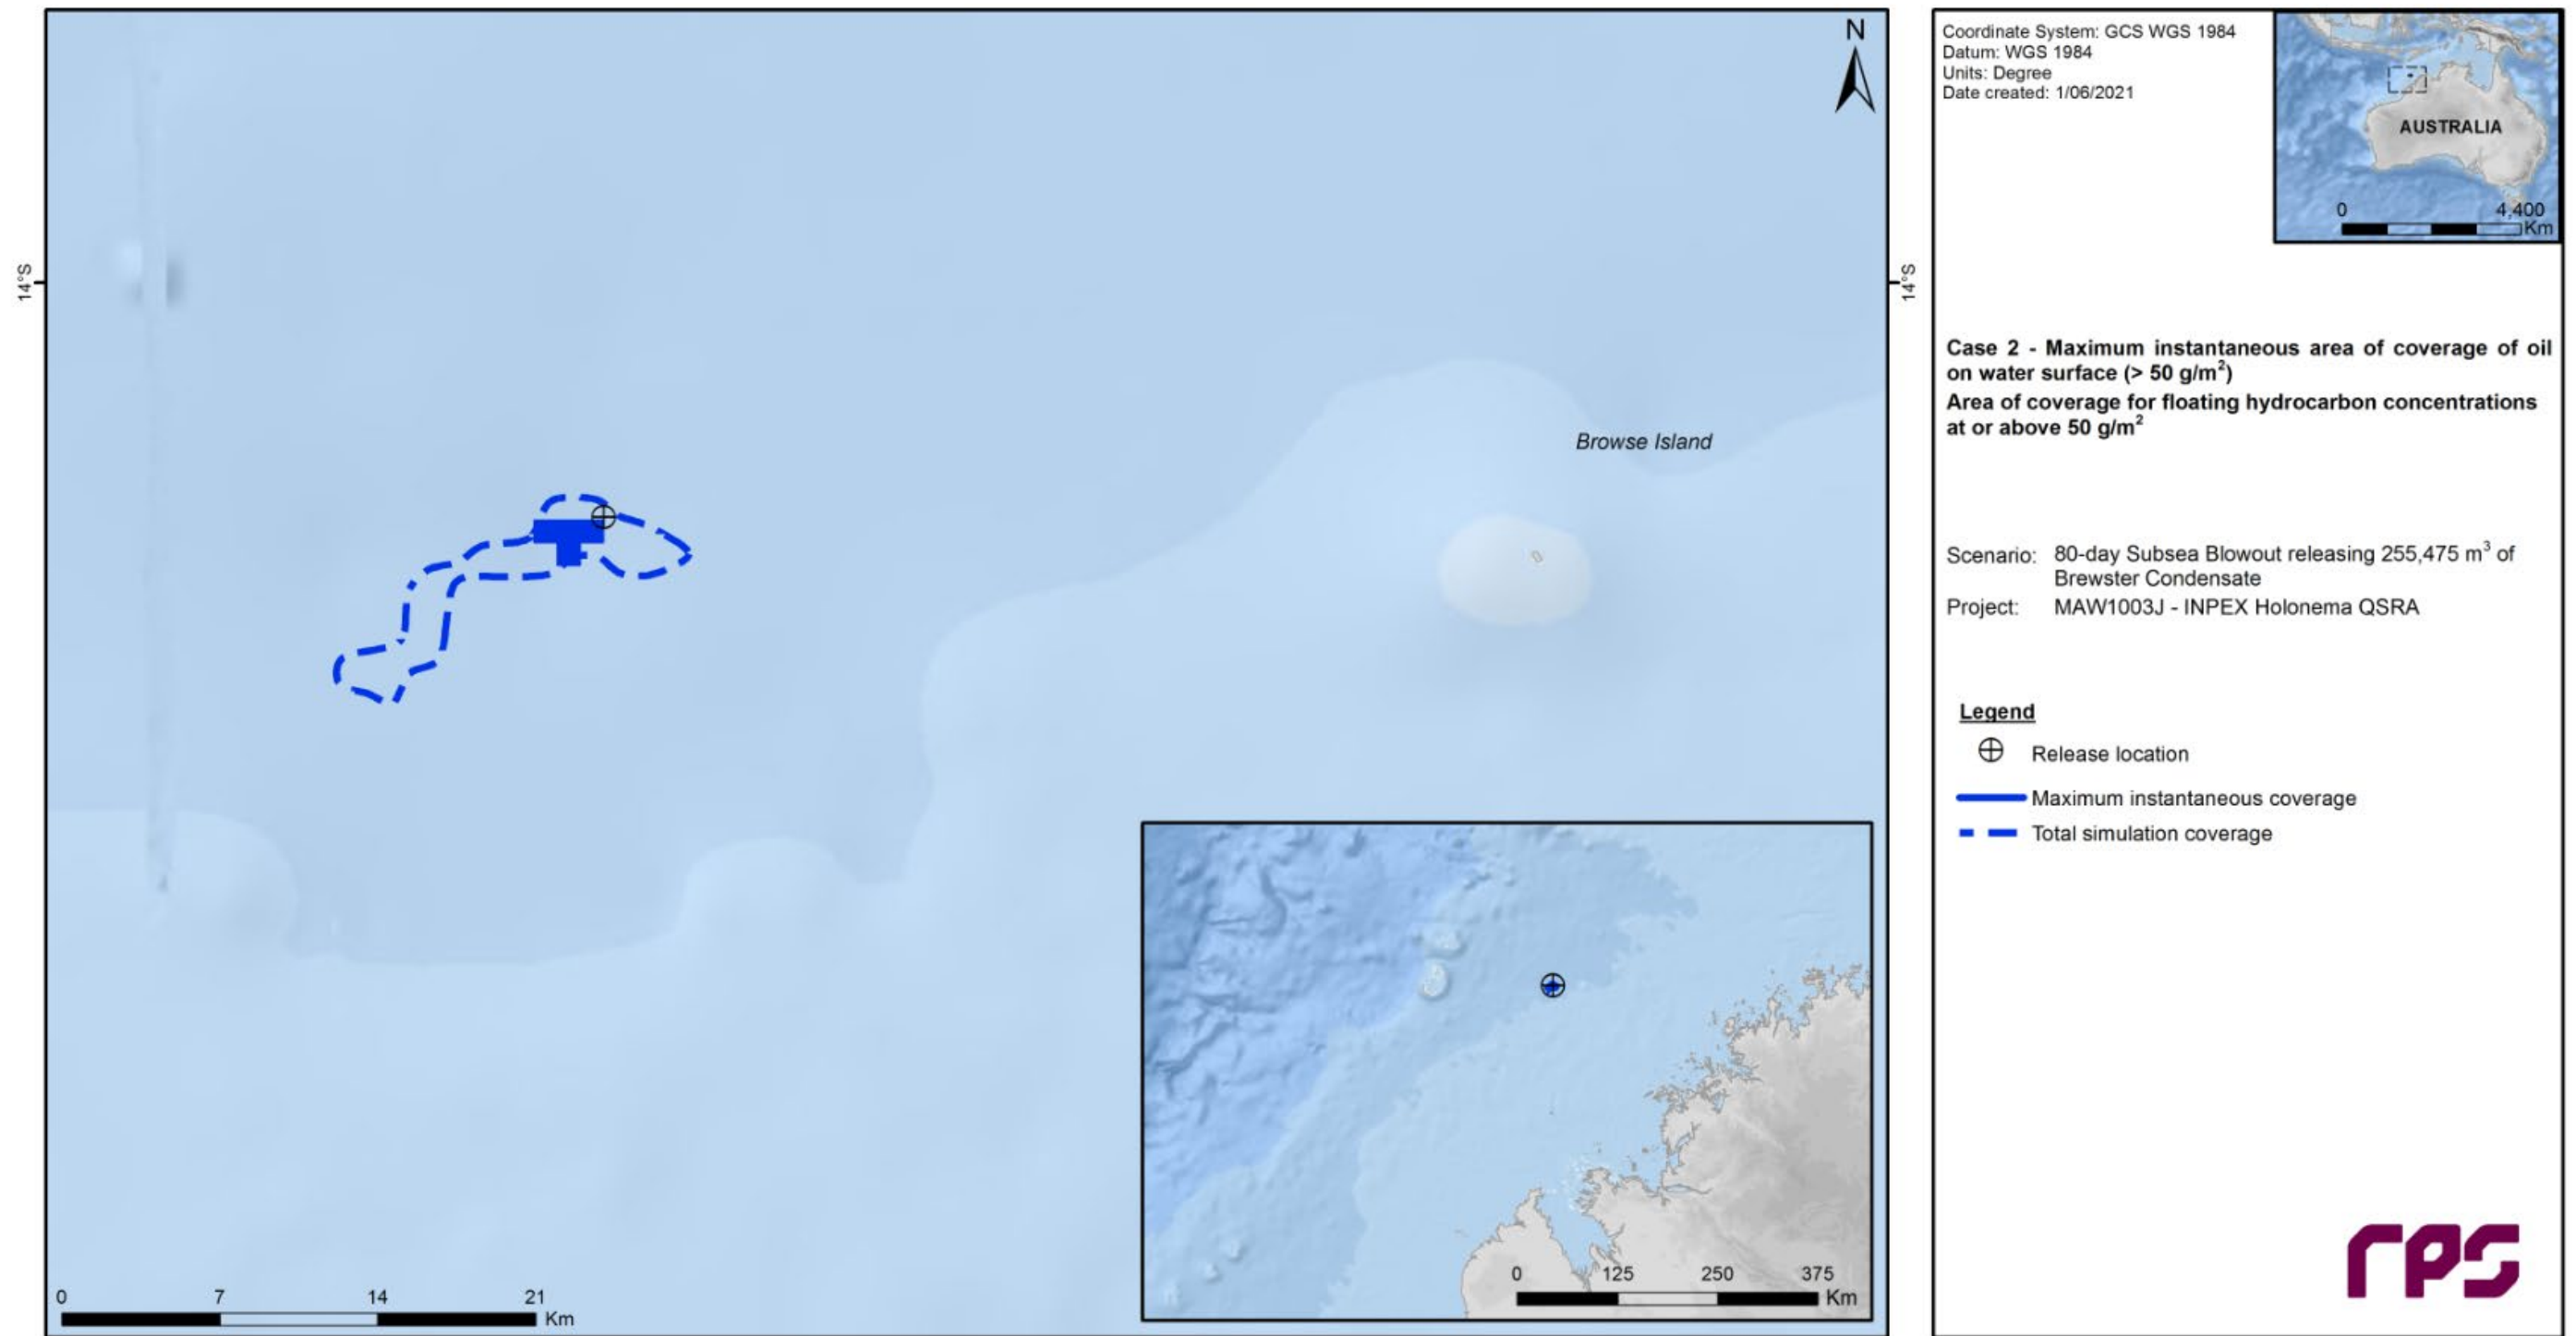 N
14°S
14°S
Browse Island
0 7 14 21 Km
0 125 250 375 Km
Coordinate System: GCS WGS 1984
Datum: WGS 1984
Units: Degree
Date created: 1/06/2021
AUSTRALIA
0 4,400 Km
Case 2 - Maximum instantaneous area of coverage of oil
on water surface (> 50 g/m²)
Area of coverage for floating hydrocarbon concentrations
at or above 50 g/m²
Scenario: 80-day Subsea Blowout releasing 255,475 m³ of
Brewster Condensate
Project: MAW1003J - INPEX Holonema QSRA
Legend
Release location
Maximum instantaneous coverage
Total simulation coverage
rps